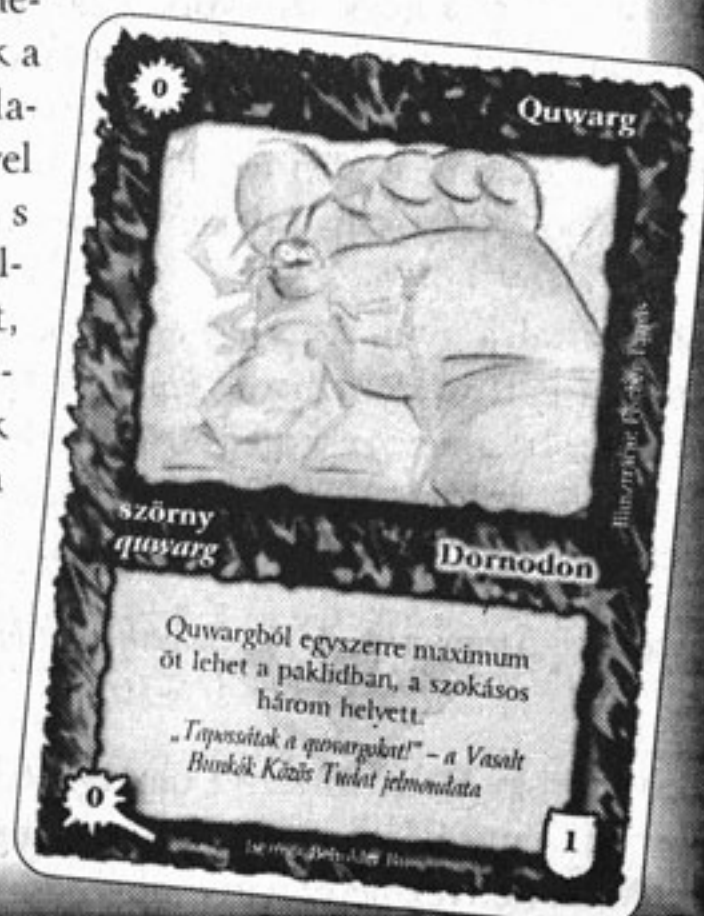 k a
la-
s
l-
t,
-
k
0
Quwarg
szörny
quwarg
Dornodon
Quwargból egyszerre maximum
öt lehet a paklidban, a szokásos
három helyett.
„Tapossátok a quwargokat!” – a Vasalt
Bunkók Közös Tudat jelmondata
0
1